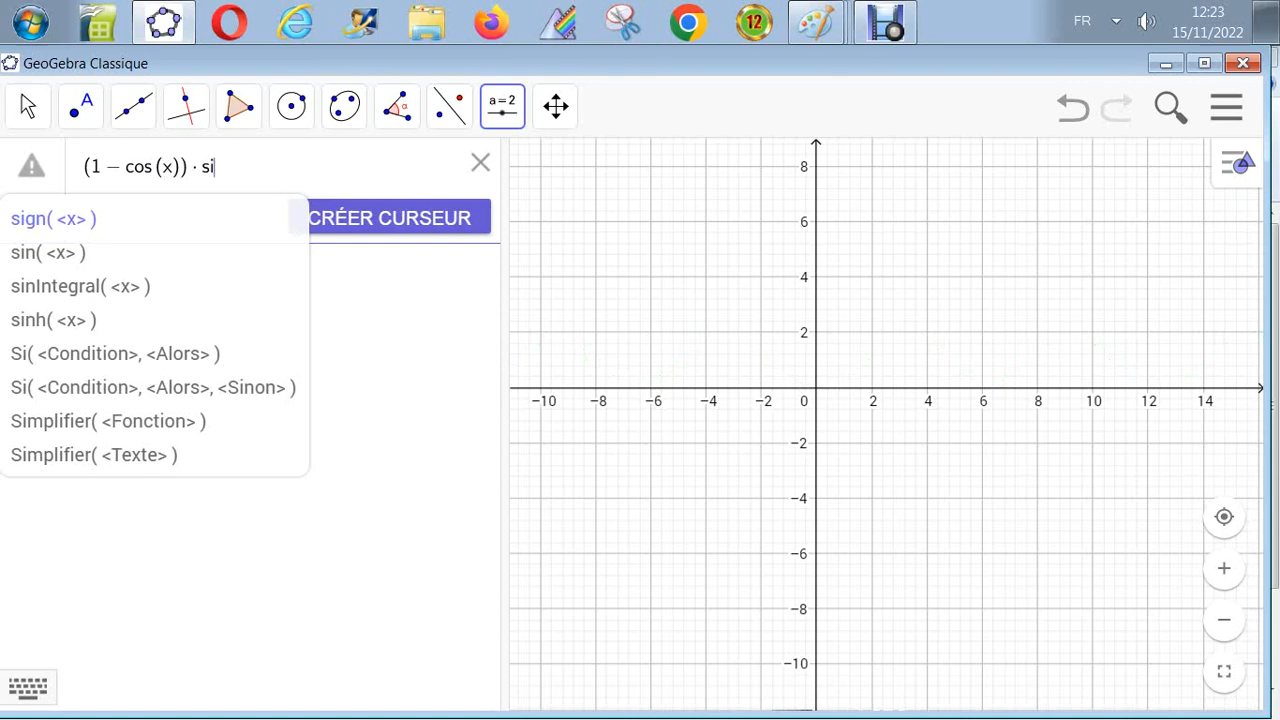 12
FR
12:23
15/11/2022
GeoGebra Classique
A
α
a = 2
(1 − cos (x)) · si
CRÉER CURSEUR
sign( <x> )
sin( <x> )
sinIntegral( <x> )
sinh( <x> )
Si( <Condition>, <Alors> )
Si( <Condition>, <Alors>, <Sinon> )
Simplifier( <Fonction> )
Simplifier( <Texte> )
8
6
4
2
−10 −8 −6 −4 −2 0 2 4 6 8 10 12 14
−2
−4
−6
−8
−10